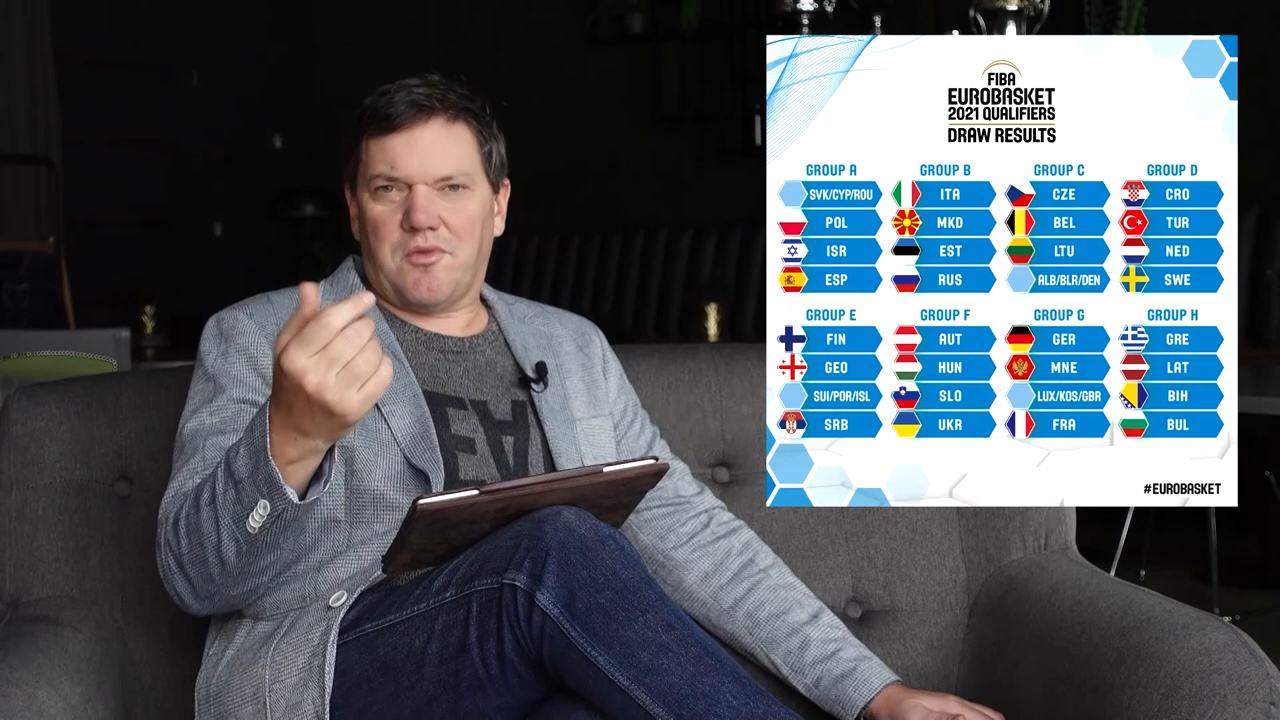 FIBA
EUROBASKET
2021 QUALIFIERS
DRAW RESULTS
GROUP A
SVK/CYP/ROU
POL
ISR
ESP
GROUP B
ITA
MKD
EST
RUS
GROUP C
CZE
BEL
LTU
ALB/BLR/DEN
GROUP D
CRO
TUR
NED
SWE
GROUP E
FIN
GEO
SUI/POR/ISL
SRB
GROUP F
AUT
HUN
SLO
UKR
GROUP G
GER
MNE
LUX/KOS/GBR
FRA
GROUP H
GRE
LAT
BIH
BUL
#EUROBASKET